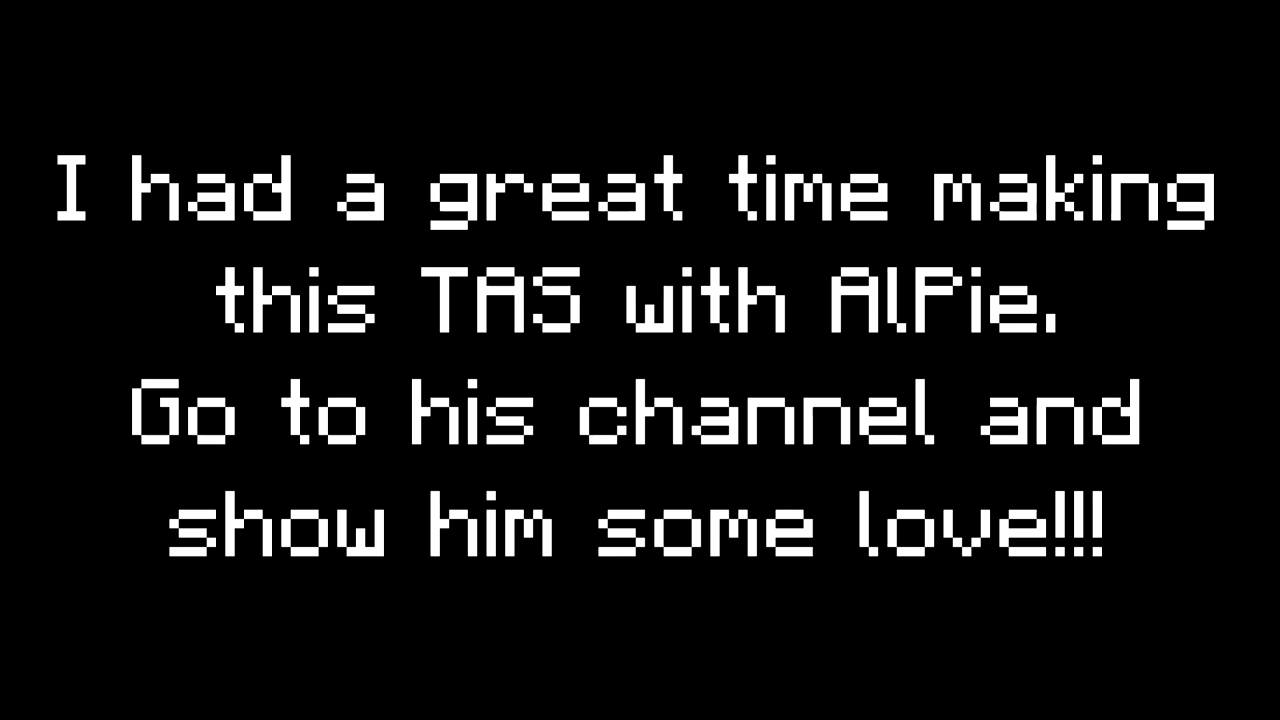 I had a great time making
this TAS with AlPie.
Go to his channel and
show him some love!!!